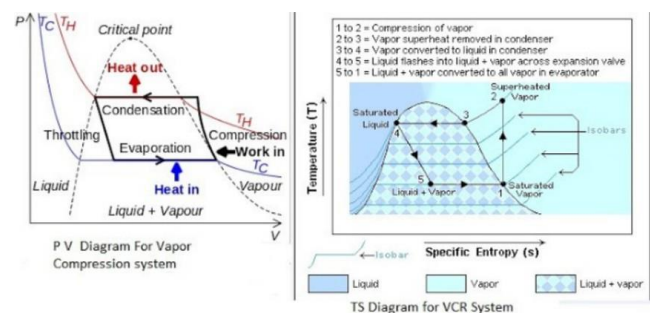 P
TC
TH
Critical point
Heat out
Condensation
TH
Throttling
Compression
Evaporation
Work in
TC
Liquid
Heat in
Vapour
Liquid + Vapour
V
P V Diagram For Vapor
Compression system
1 to 2 = Compression of vapor
2 to 3 = Vapor superheat removed in condenser
3 to 4 = Vapor converted to liquid in condenser
4 to 5 = Liquid flashes into liquid + vapor across expansion valve
5 to 1 = Liquid + vapor converted to all vapor in evaporator
Temperature (T)
Superheated
Vapor
2
Saturated
Liquid
4
3
Isobars
5
Liquid + Vapor
1
Saturated
Vapor
Isobar
Specific Entropy (s)
Liquid
Vapor
Liquid + vapor
TS Diagram for VCR System